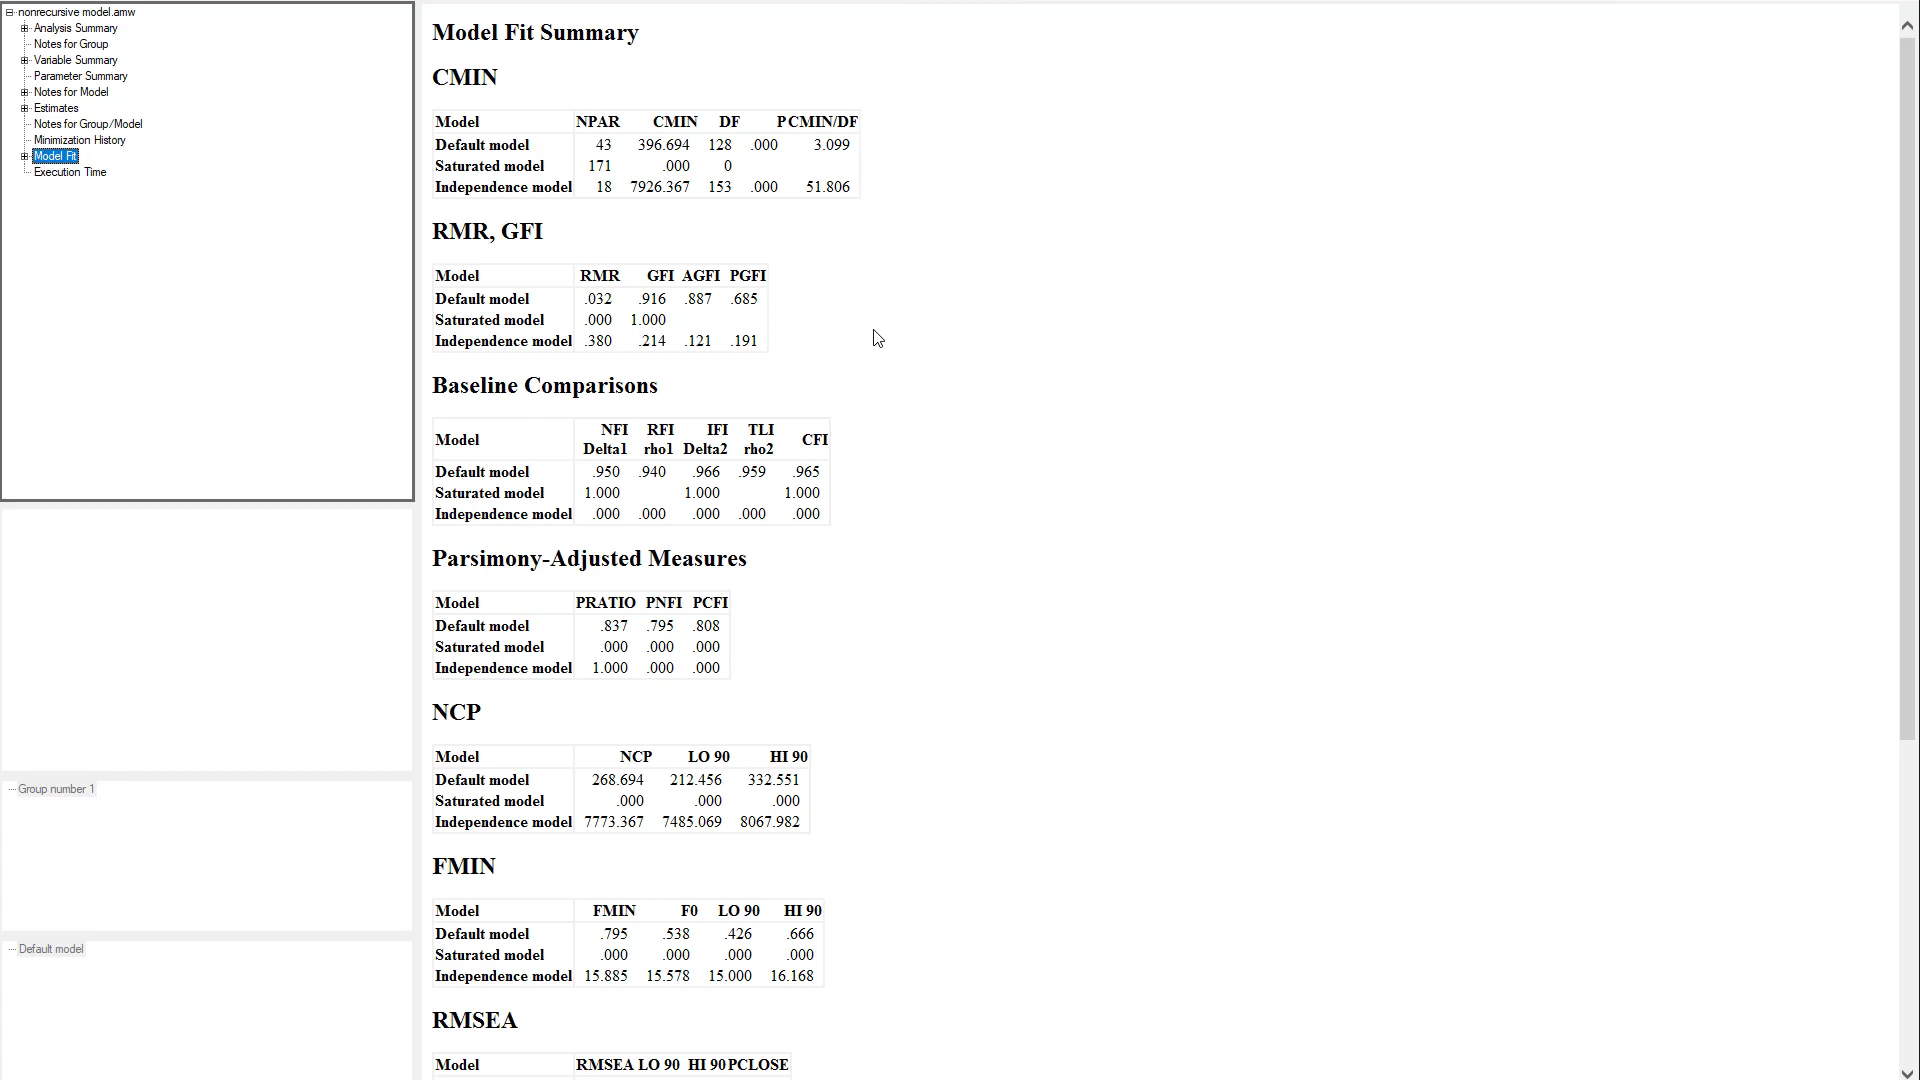 nonrecursive model.amw
Analysis Summary
Notes for Group
Variable Summary
Parameter Summary
Notes for Model
Estimates
Notes for Group/Model
Minimization History
Model Fit
Execution Time
Group number 1
Default model
Model Fit Summary
CMIN
Model NPAR CMIN DF P CMIN/DF
Default model 43 396.694 128 .000 3.099
Saturated model 171 .000 0
Independence model 18 7926.367 153 .000 51.806
RMR, GFI
Model RMR GFI AGFI PGFI
Default model .032 .916 .887 .685
Saturated model .000 1.000
Independence model .380 .214 .121 .191
Baseline Comparisons
Model NFI Delta1 RFI rho1 IFI Delta2 TLI rho2 CFI
Default model .950 .940 .966 .959 .965
Saturated model 1.000 1.000 1.000
Independence model .000 .000 .000 .000 .000
Parsimony-Adjusted Measures
Model PRATIO PNFI PCFI
Default model .837 .795 .808
Saturated model .000 .000 .000
Independence model 1.000 .000 .000
NCP
Model NCP LO 90 HI 90
Default model 268.694 212.456 332.551
Saturated model .000 .000 .000
Independence model 7773.367 7485.069 8067.982
FMIN
Model FMIN F0 LO 90 HI 90
Default model .795 .538 .426 .666
Saturated model .000 .000 .000 .000
Independence model 15.885 15.578 15.000 16.168
RMSEA
Model RMSEA LO 90 HI 90 PCLOSE